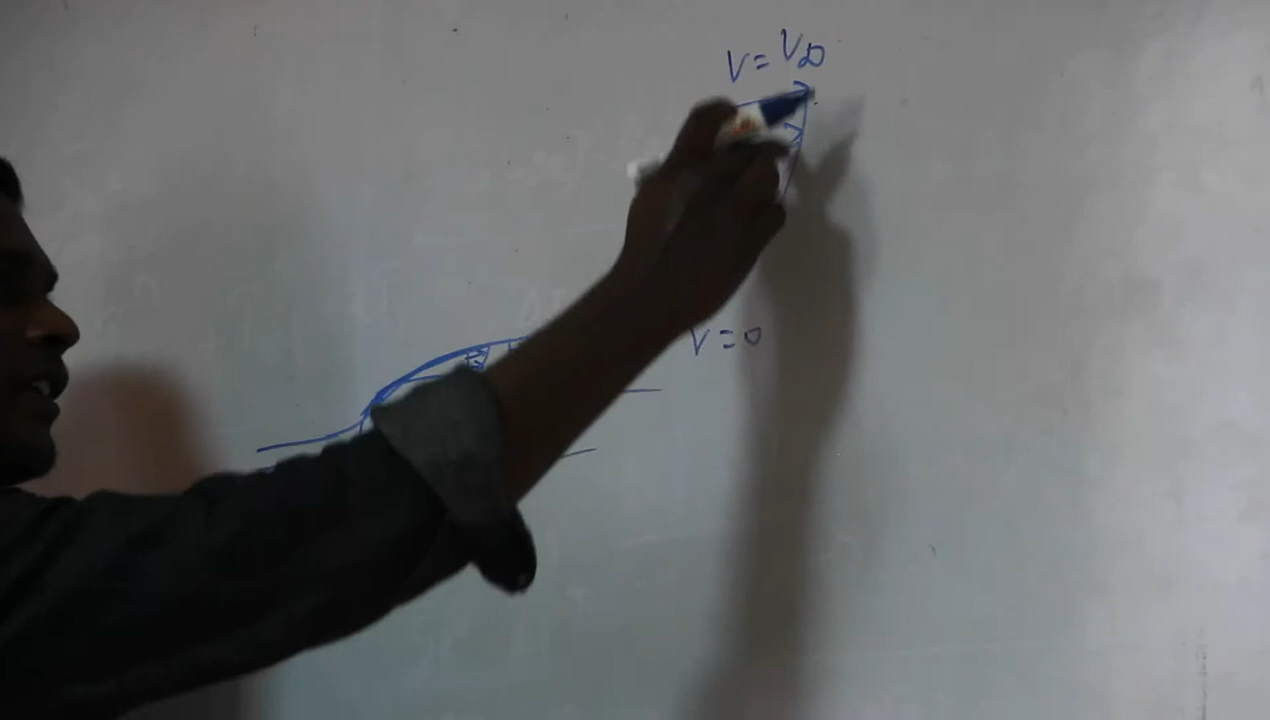 V = V∞
V = 0